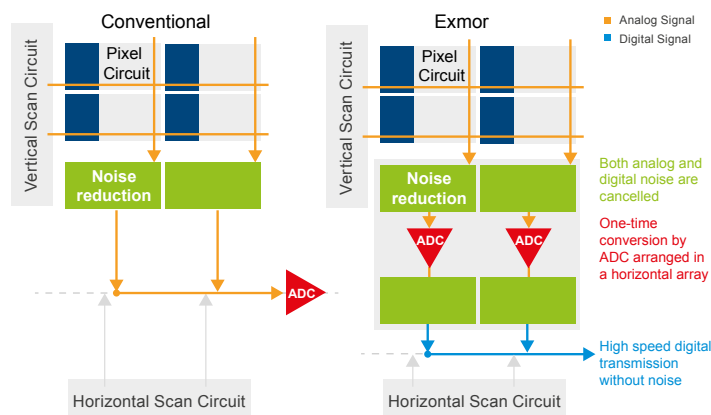 Conventional
Vertical Scan Circuit
Pixel
Circuit
Noise
reduction
ADC
Horizontal Scan Circuit
Exmor
Analog Signal
Digital Signal
Vertical Scan Circuit
Pixel
Circuit
Noise
reduction
ADC
ADC
Both analog and
digital noise are
cancelled
One-time
conversion by
ADC arranged in
a horizontal array
High speed digital
transmission
without noise
Horizontal Scan Circuit